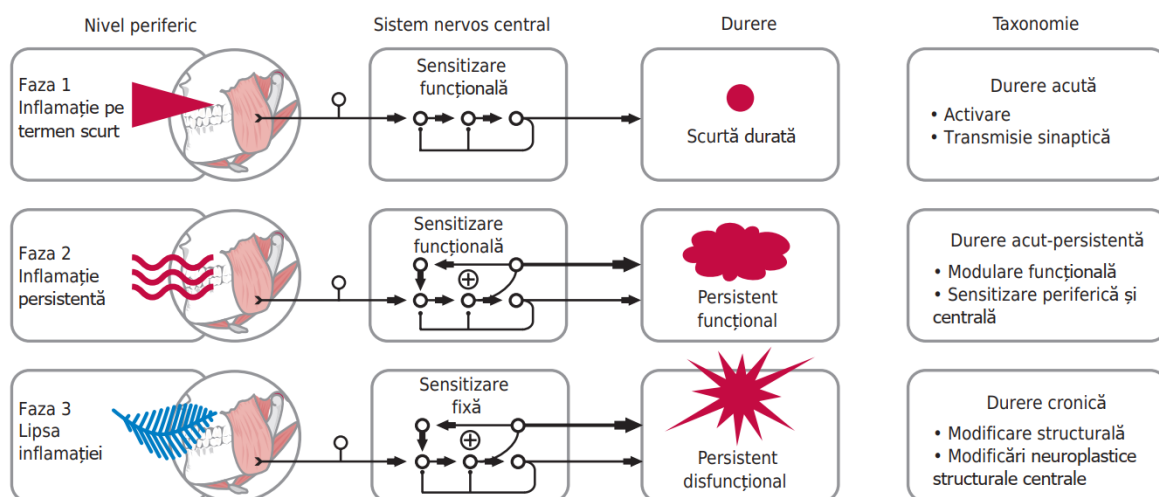 Nivel periferic
Sistem nervos central
Durere
Taxonomie
Faza 1
Inflamație pe
termen scurt
Sensitizare
funcțională
Scurtă durată
Durere acută
• Activare
• Transmisie sinaptică
Faza 2
Inflamație
persistentă
Sensitizare
funcțională
+
Persistent
funcțional
Durere acut-persistentă
• Modulare funcțională
• Sensitizare periferică și
centrală
Faza 3
Lipsa
inflamației
Sensitizare
fixă
+
Persistent
disfuncțional
Durere cronică
• Modificare structurală
• Modificări neuroplastice
structurale centrale